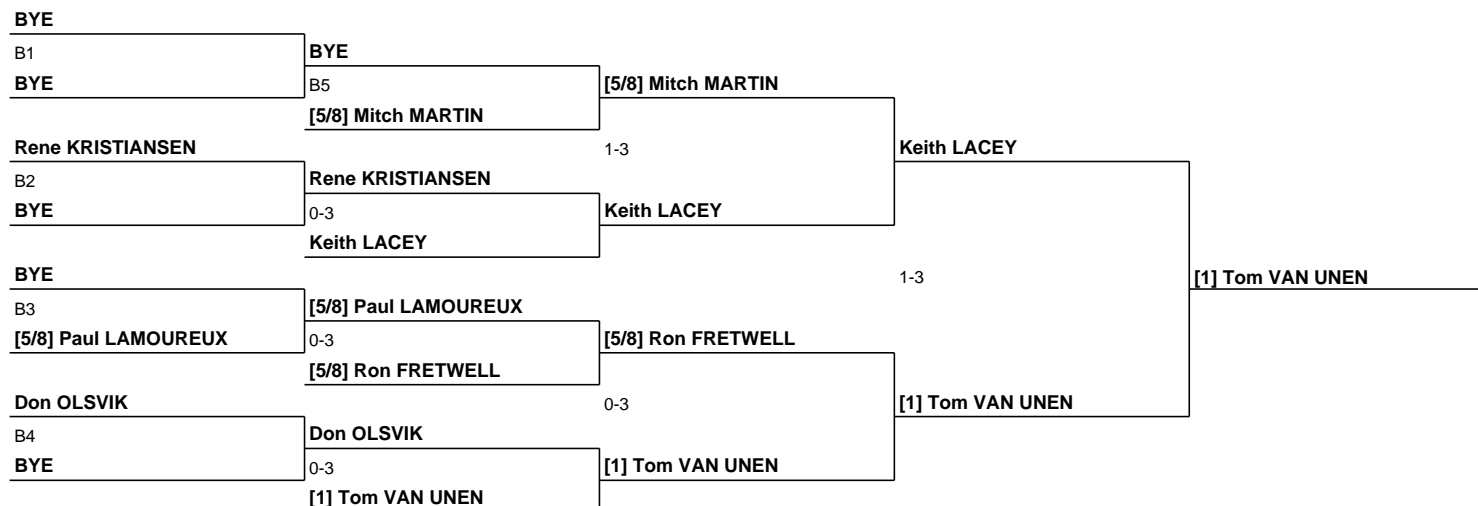 BYE
B1
BYE
BYE
B5
[5/8] Mitch MARTIN
[5/8] Mitch MARTIN
Rene KRISTIANSEN
1-3
Keith LACEY
B2
Rene KRISTIANSEN
BYE
0-3
Keith LACEY
Keith LACEY
BYE
1-3
[1] Tom VAN UNEN
B3
[5/8] Paul LAMOUREUX
[5/8] Paul LAMOUREUX
0-3
[5/8] Ron FRETWELL
[5/8] Ron FRETWELL
Don OLSVIK
0-3
[1] Tom VAN UNEN
B4
Don OLSVIK
BYE
0-3
[1] Tom VAN UNEN
[1] Tom VAN UNEN